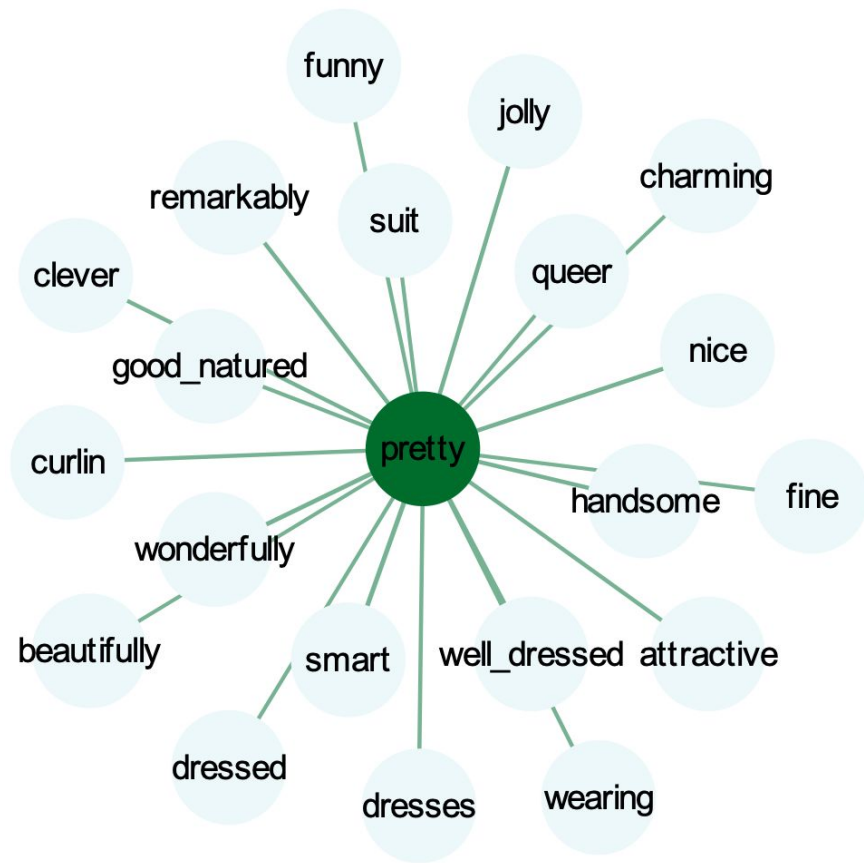 funny
jolly
charming
remarkably
suit
clever
queer
nice
good_natured
pretty
curlin
handsome
fine
wonderfully
beautifully
smart
well_dressed
attractive
dressed
dresses
wearing